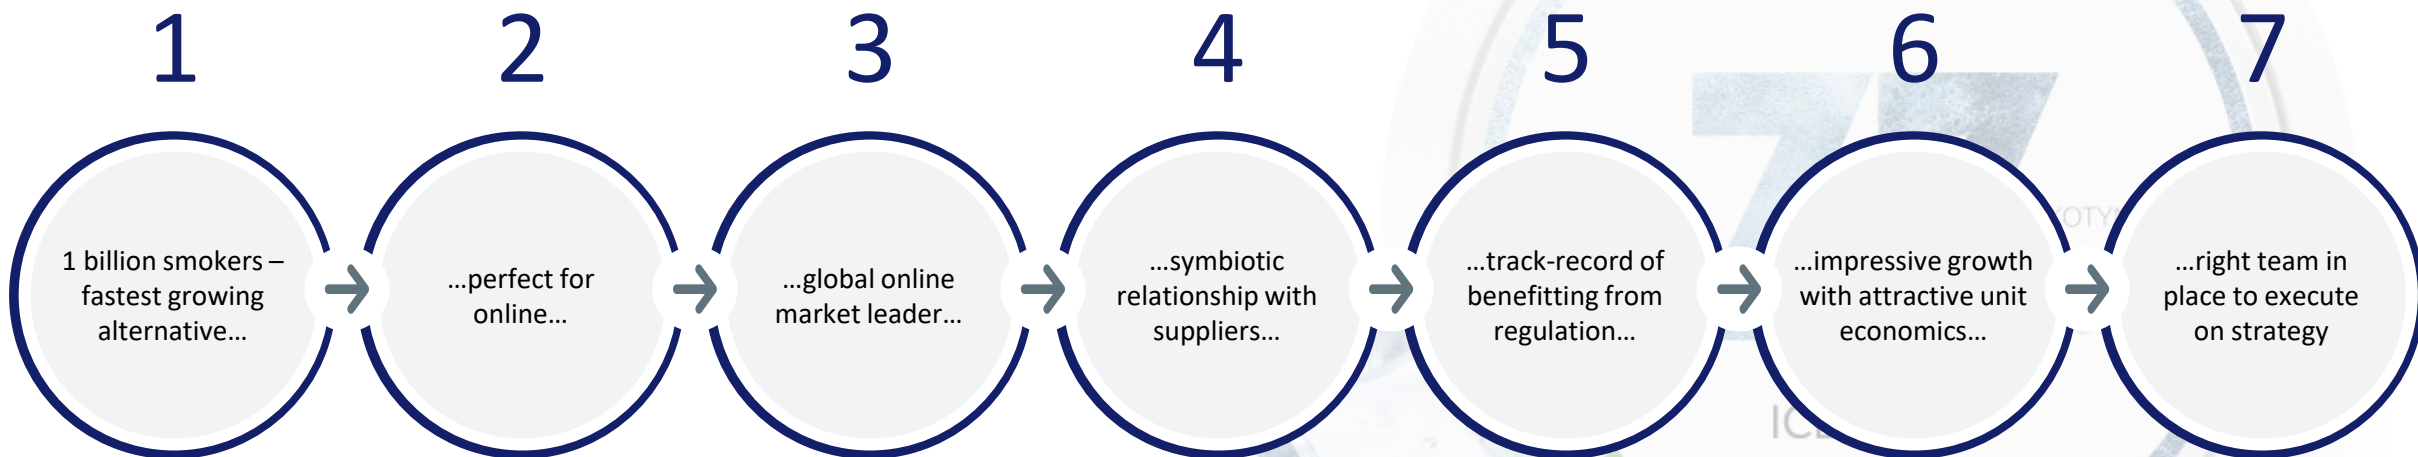 1
2
3
4
5
6
7
1 billion smokers –
fastest growing
alternative…
…perfect for
online…
…global online
market leader…
…symbiotic
relationship with
suppliers…
…track-record of
benefitting from
regulation…
…impressive growth
with attractive unit
economics…
…right team in
place to execute
on strategy
77